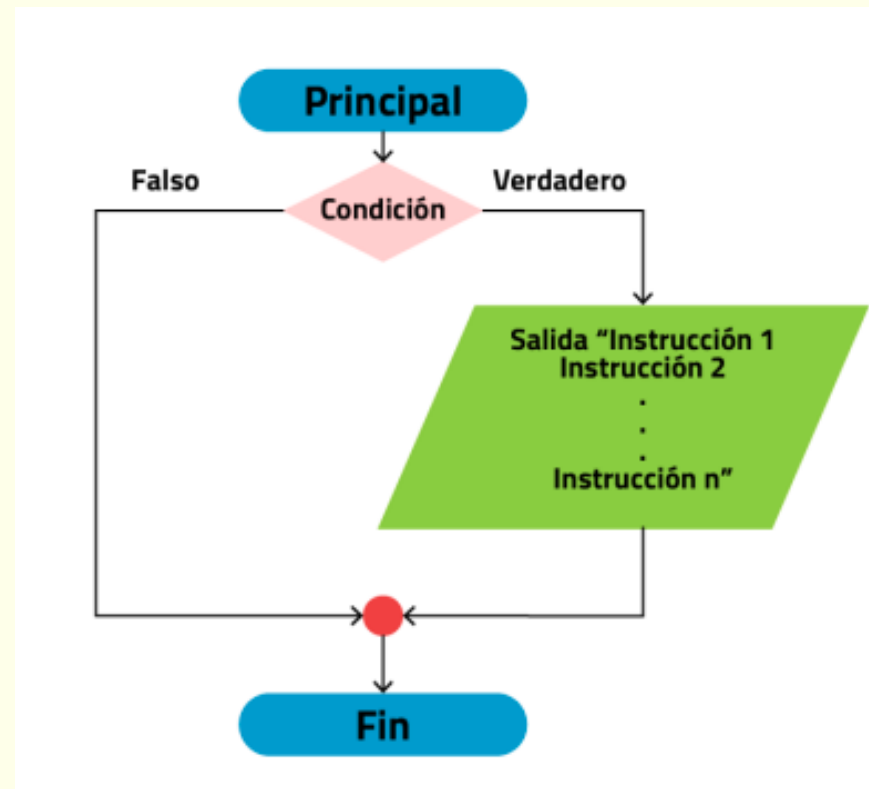 Principal
Falso
Verdadero
Condición
Salida “Instrucción 1
Instrucción 2
.
.
.
Instrucción n”
Fin